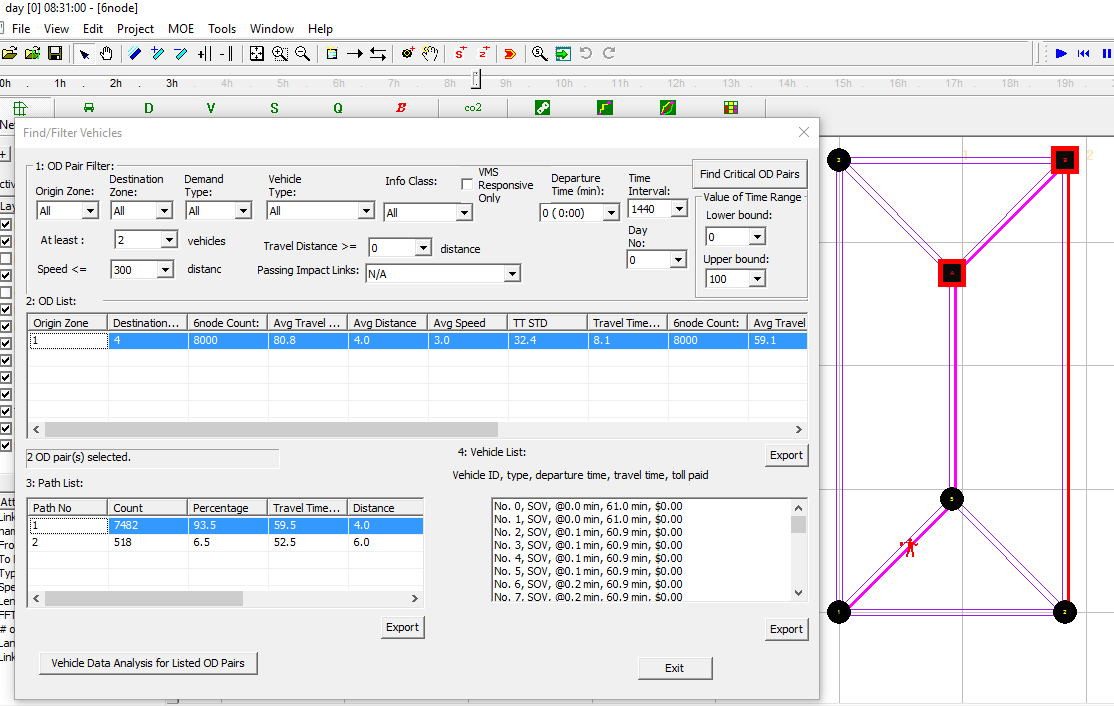 day [0] 08:31:00 - [6node]
File View Edit Project MOE Tools Window Help
0h 1h 2h 3h 4h 5h 6h 7h 8h 9h 10h 11h 12h 13h 14h 15h 16h 17h 18h 19h
D V S Q B co2
Find/Filter Vehicles
1: OD Pair Filter:
Origin Zone: Destination Zone: Demand Type: Vehicle Type: Info Class: VMS Responsive Only Departure Time (min): Time Interval: Find Critical OD Pairs
All All All All All 0 ( 0:00) 1440
Value of Time Range
Lower bound:
0
Upper bound:
100
Day No:
0
At least : 2 vehicles Travel Distance >= 0 distance
Speed <= 300 distanc Passing Impact Links: N/A
2: OD List:
Origin Zone Destination... 6node Count: Avg Travel ... Avg Distance Avg Speed TT STD Travel Time... 6node Count: Avg Travel
1 4 8000 80.8 4.0 3.0 32.4 8.1 8000 59.1
2 OD pair(s) selected.
4: Vehicle List:
Export
Vehicle ID, type, departure time, travel time, toll paid
3: Path List:
Path No Count Percentage Travel Time... Distance
1 7482 93.5 59.5 4.0
2 518 6.5 52.5 6.0
No. 0, SOV, @0.0 min, 61.0 min, $0.00
No. 1, SOV, @0.0 min, 61.0 min, $0.00
No. 2, SOV, @0.1 min, 60.9 min, $0.00
No. 3, SOV, @0.1 min, 60.9 min, $0.00
No. 4, SOV, @0.1 min, 60.9 min, $0.00
No. 5, SOV, @0.1 min, 60.9 min, $0.00
No. 6, SOV, @0.2 min, 60.9 min, $0.00
No. 7, SOV, @0.2 min, 60.9 min, $0.00
Export
Export
Vehicle Data Analysis for Listed OD Pairs
Exit
1 2